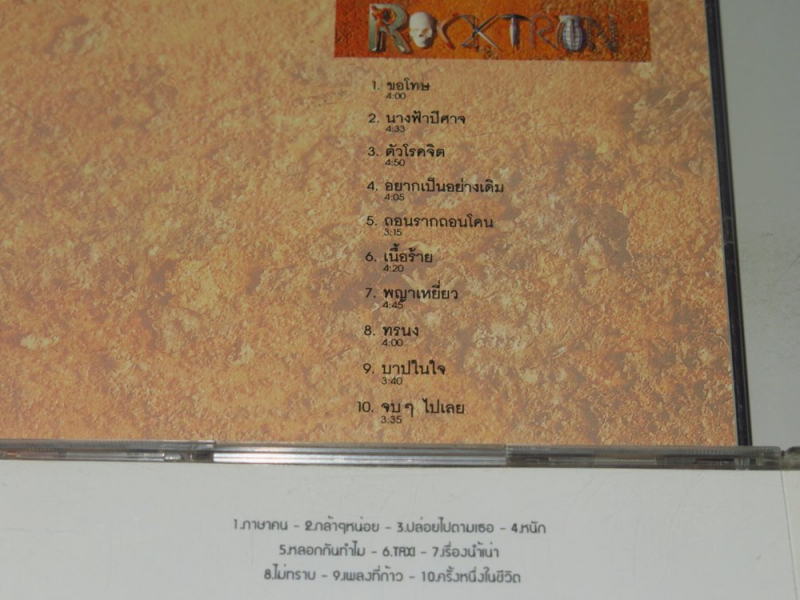 ROCKTRON
1. ขอโทษ
4:00
2. นางฟ้าปีศาจ
4:33
3. ตัวโรคจิต
4:50
4. อยากเป็นอย่างเดิม
4:05
5. ถอนรากถอนโคน
3:15
6. เนื้อร้าย
4:20
7. พญาเหยี่ยว
4:45
8. ทรนง
4:00
9. บาปในใจ
3:40
10. จบๆ ไปเลย
3:35
1.ภาษาคน - 2.กล้าๆหน่อย - 3.ปล่อยไปตามเธอ - 4.หนัก
5.หลอกกันทำไม - 6.TAXI - 7.เรื่องน้ำเน่า
8.ไม่ทราบ - 9.เพลงที่ก้าว - 10.ครั้งหนึ่งในชีวิต